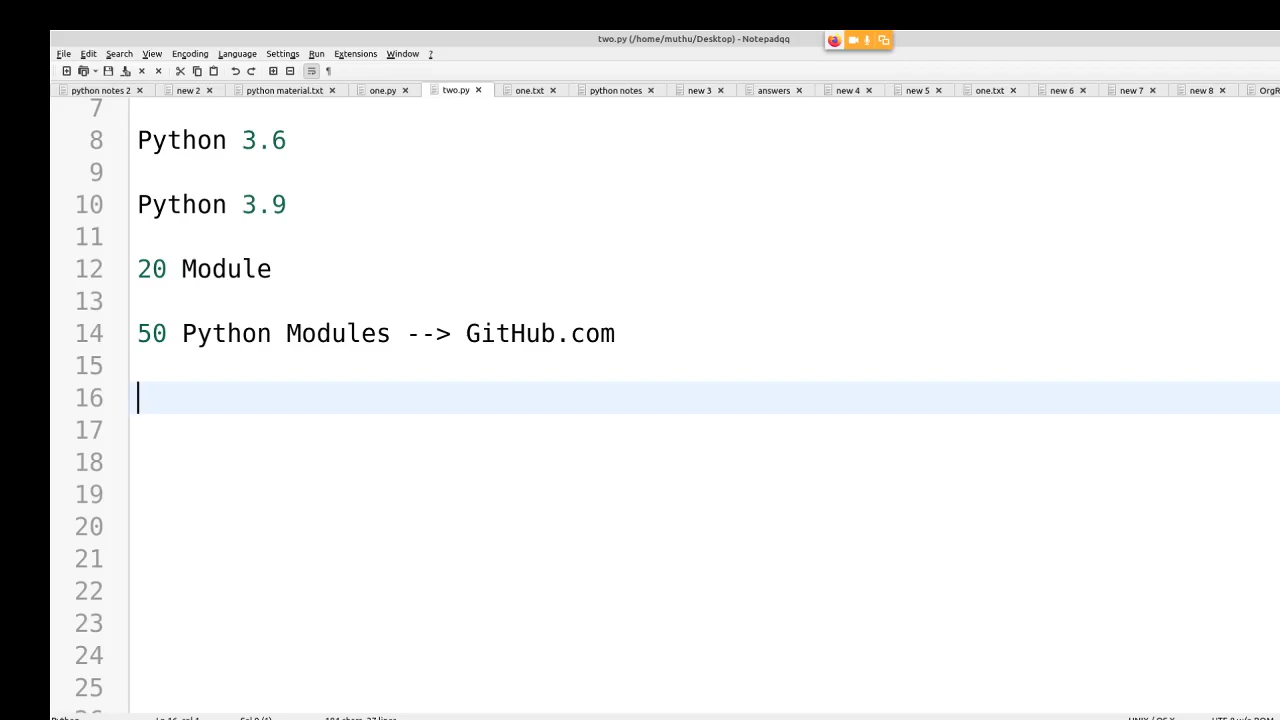 two.py (/home/muthu/Desktop) - Notepadqq
File Edit Search View Encoding Language Settings Run Extensions Window ?
python notes 2 new 2 python material.txt one.py two.py one.txt python notes new 3 answers new 4 new 5 one.txt new 6 new 7 new 8
7
8 Python 3.6
9
10 Python 3.9
11
12 20 Module
13
14 50 Python Modules --> GitHub.com
15
16
17
18
19
20
21
22
23
24
25